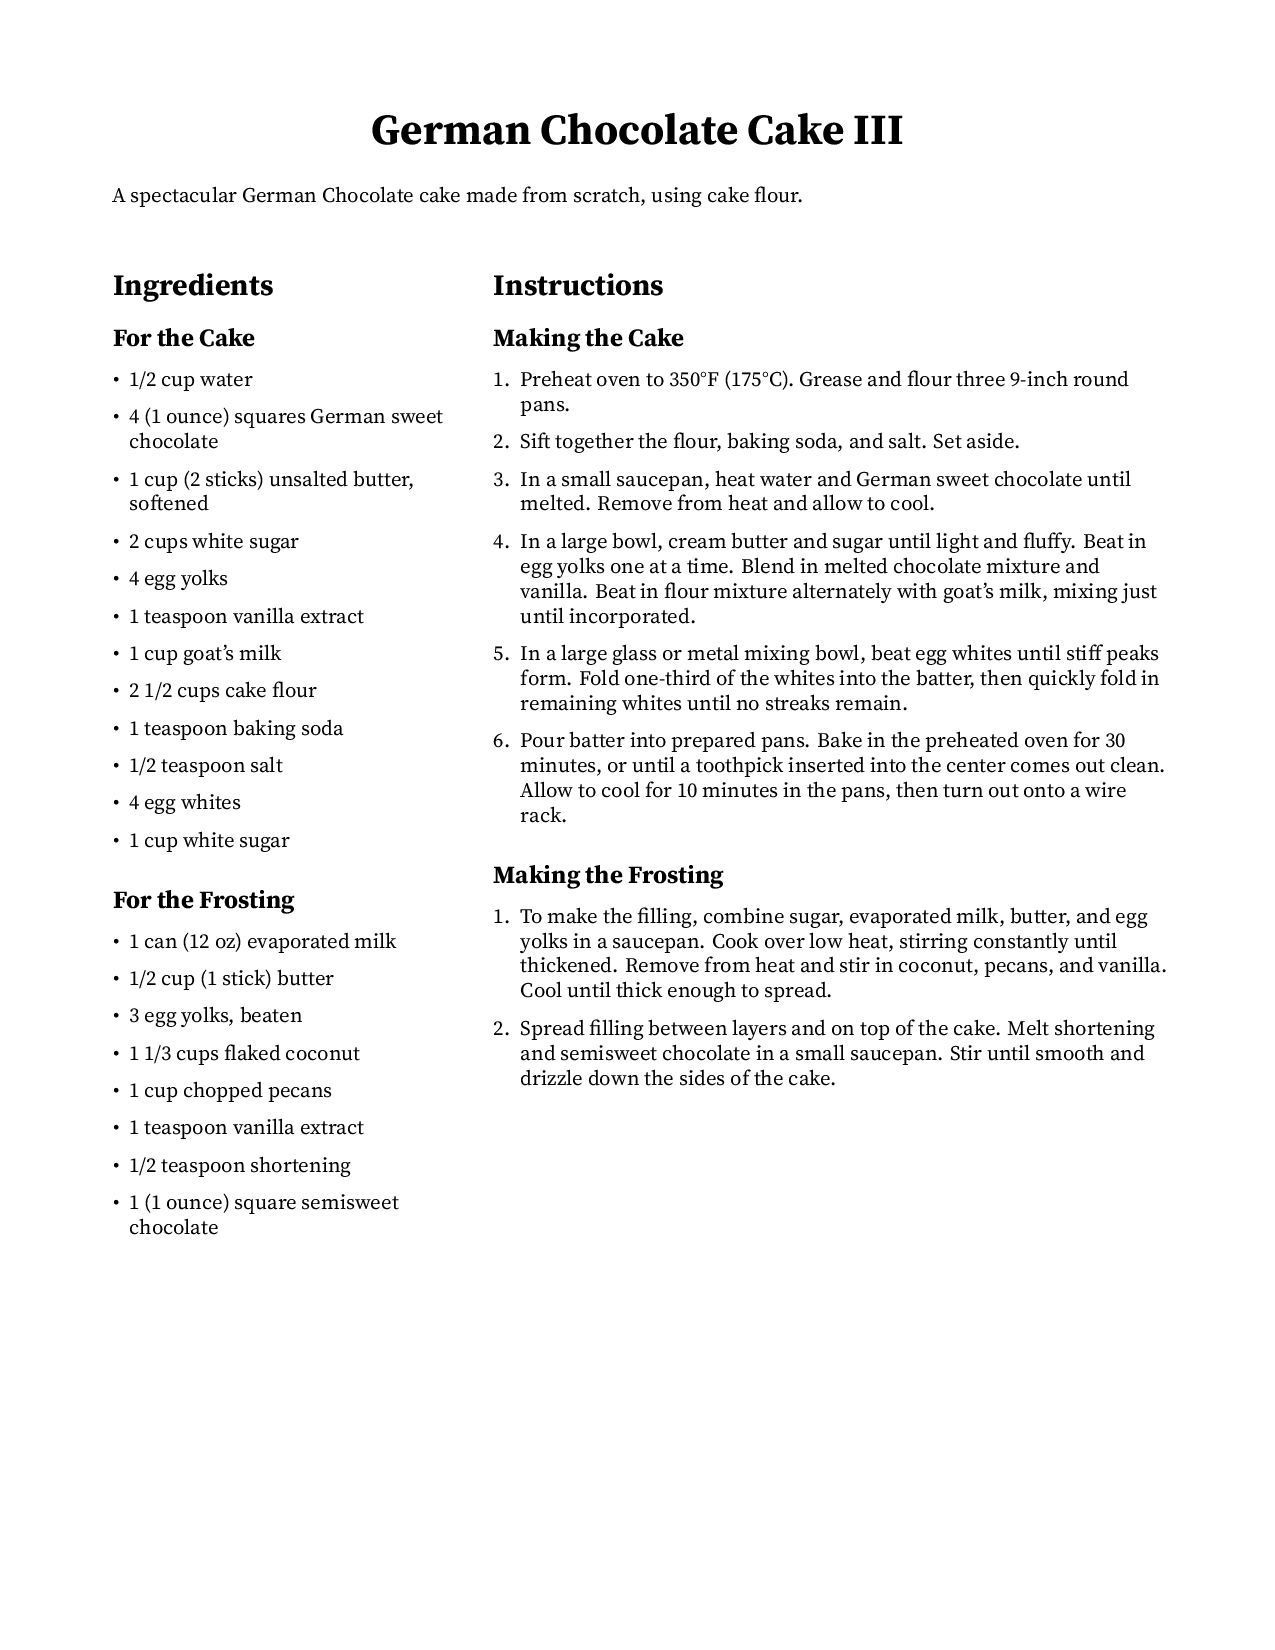 German Chocolate Cake III
A spectacular German Chocolate cake made from scratch, using cake flour.
Ingredients
For the Cake
• 1/2 cup water
• 4 (1 ounce) squares German sweet
chocolate
• 1 cup (2 sticks) unsalted butter,
softened
• 2 cups white sugar
• 4 egg yolks
• 1 teaspoon vanilla extract
• 1 cup goat’s milk
• 2 1/2 cups cake flour
• 1 teaspoon baking soda
• 1/2 teaspoon salt
• 4 egg whites
• 1 cup white sugar
For the Frosting
• 1 can (12 oz) evaporated milk
• 1/2 cup (1 stick) butter
• 3 egg yolks, beaten
• 1 1/3 cups flaked coconut
• 1 cup chopped pecans
• 1 teaspoon vanilla extract
• 1/2 teaspoon shortening
• 1 (1 ounce) square semisweet
chocolate
Instructions
Making the Cake
1. Preheat oven to 350°F (175°C). Grease and flour three 9-inch round
pans.
2. Sift together the flour, baking soda, and salt. Set aside.
3. In a small saucepan, heat water and German sweet chocolate until
melted. Remove from heat and allow to cool.
4. In a large bowl, cream butter and sugar until light and fluffy. Beat in
egg yolks one at a time. Blend in melted chocolate mixture and
vanilla. Beat in flour mixture alternately with goat’s milk, mixing just
until incorporated.
5. In a large glass or metal mixing bowl, beat egg whites until stiff peaks
form. Fold one-third of the whites into the batter, then quickly fold in
remaining whites until no streaks remain.
6. Pour batter into prepared pans. Bake in the preheated oven for 30
minutes, or until a toothpick inserted into the center comes out clean.
Allow to cool for 10 minutes in the pans, then turn out onto a wire
rack.
Making the Frosting
1. To make the filling, combine sugar, evaporated milk, butter, and egg
yolks in a saucepan. Cook over low heat, stirring constantly until
thickened. Remove from heat and stir in coconut, pecans, and vanilla.
Cool until thick enough to spread.
2. Spread filling between layers and on top of the cake. Melt shortening
and semisweet chocolate in a small saucepan. Stir until smooth and
drizzle down the sides of the cake.